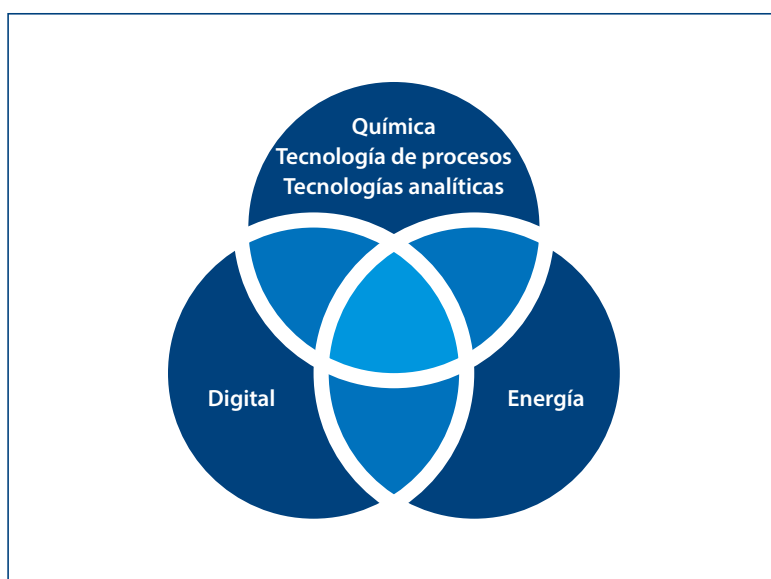 Química
Tecnología de procesos
Tecnologías analíticas
Digital
Energía